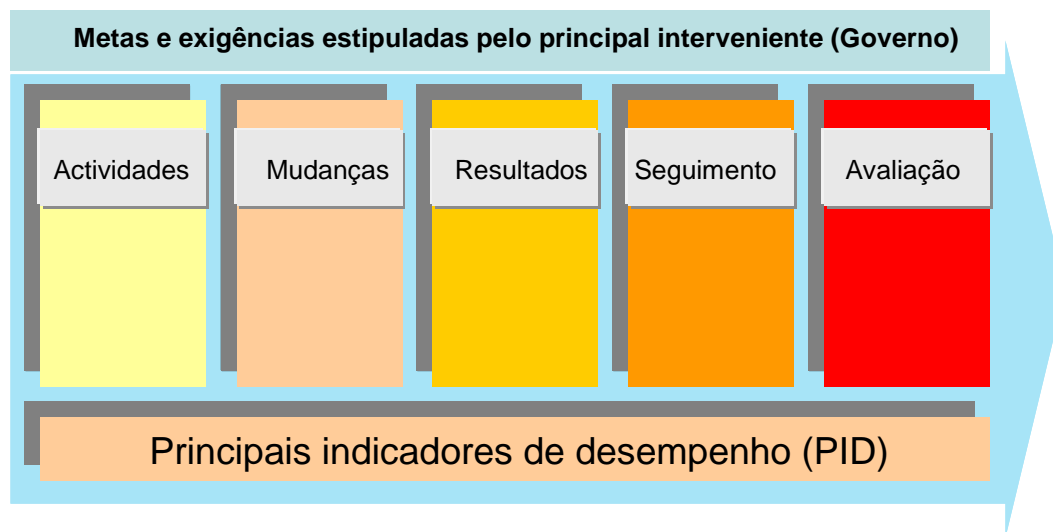 Metas e exigências estipuladas pelo principal interveniente (Governo)
Actividades
Mudanças
Resultados
Seguimento
Avaliação
Principais indicadores de desempenho (PID)